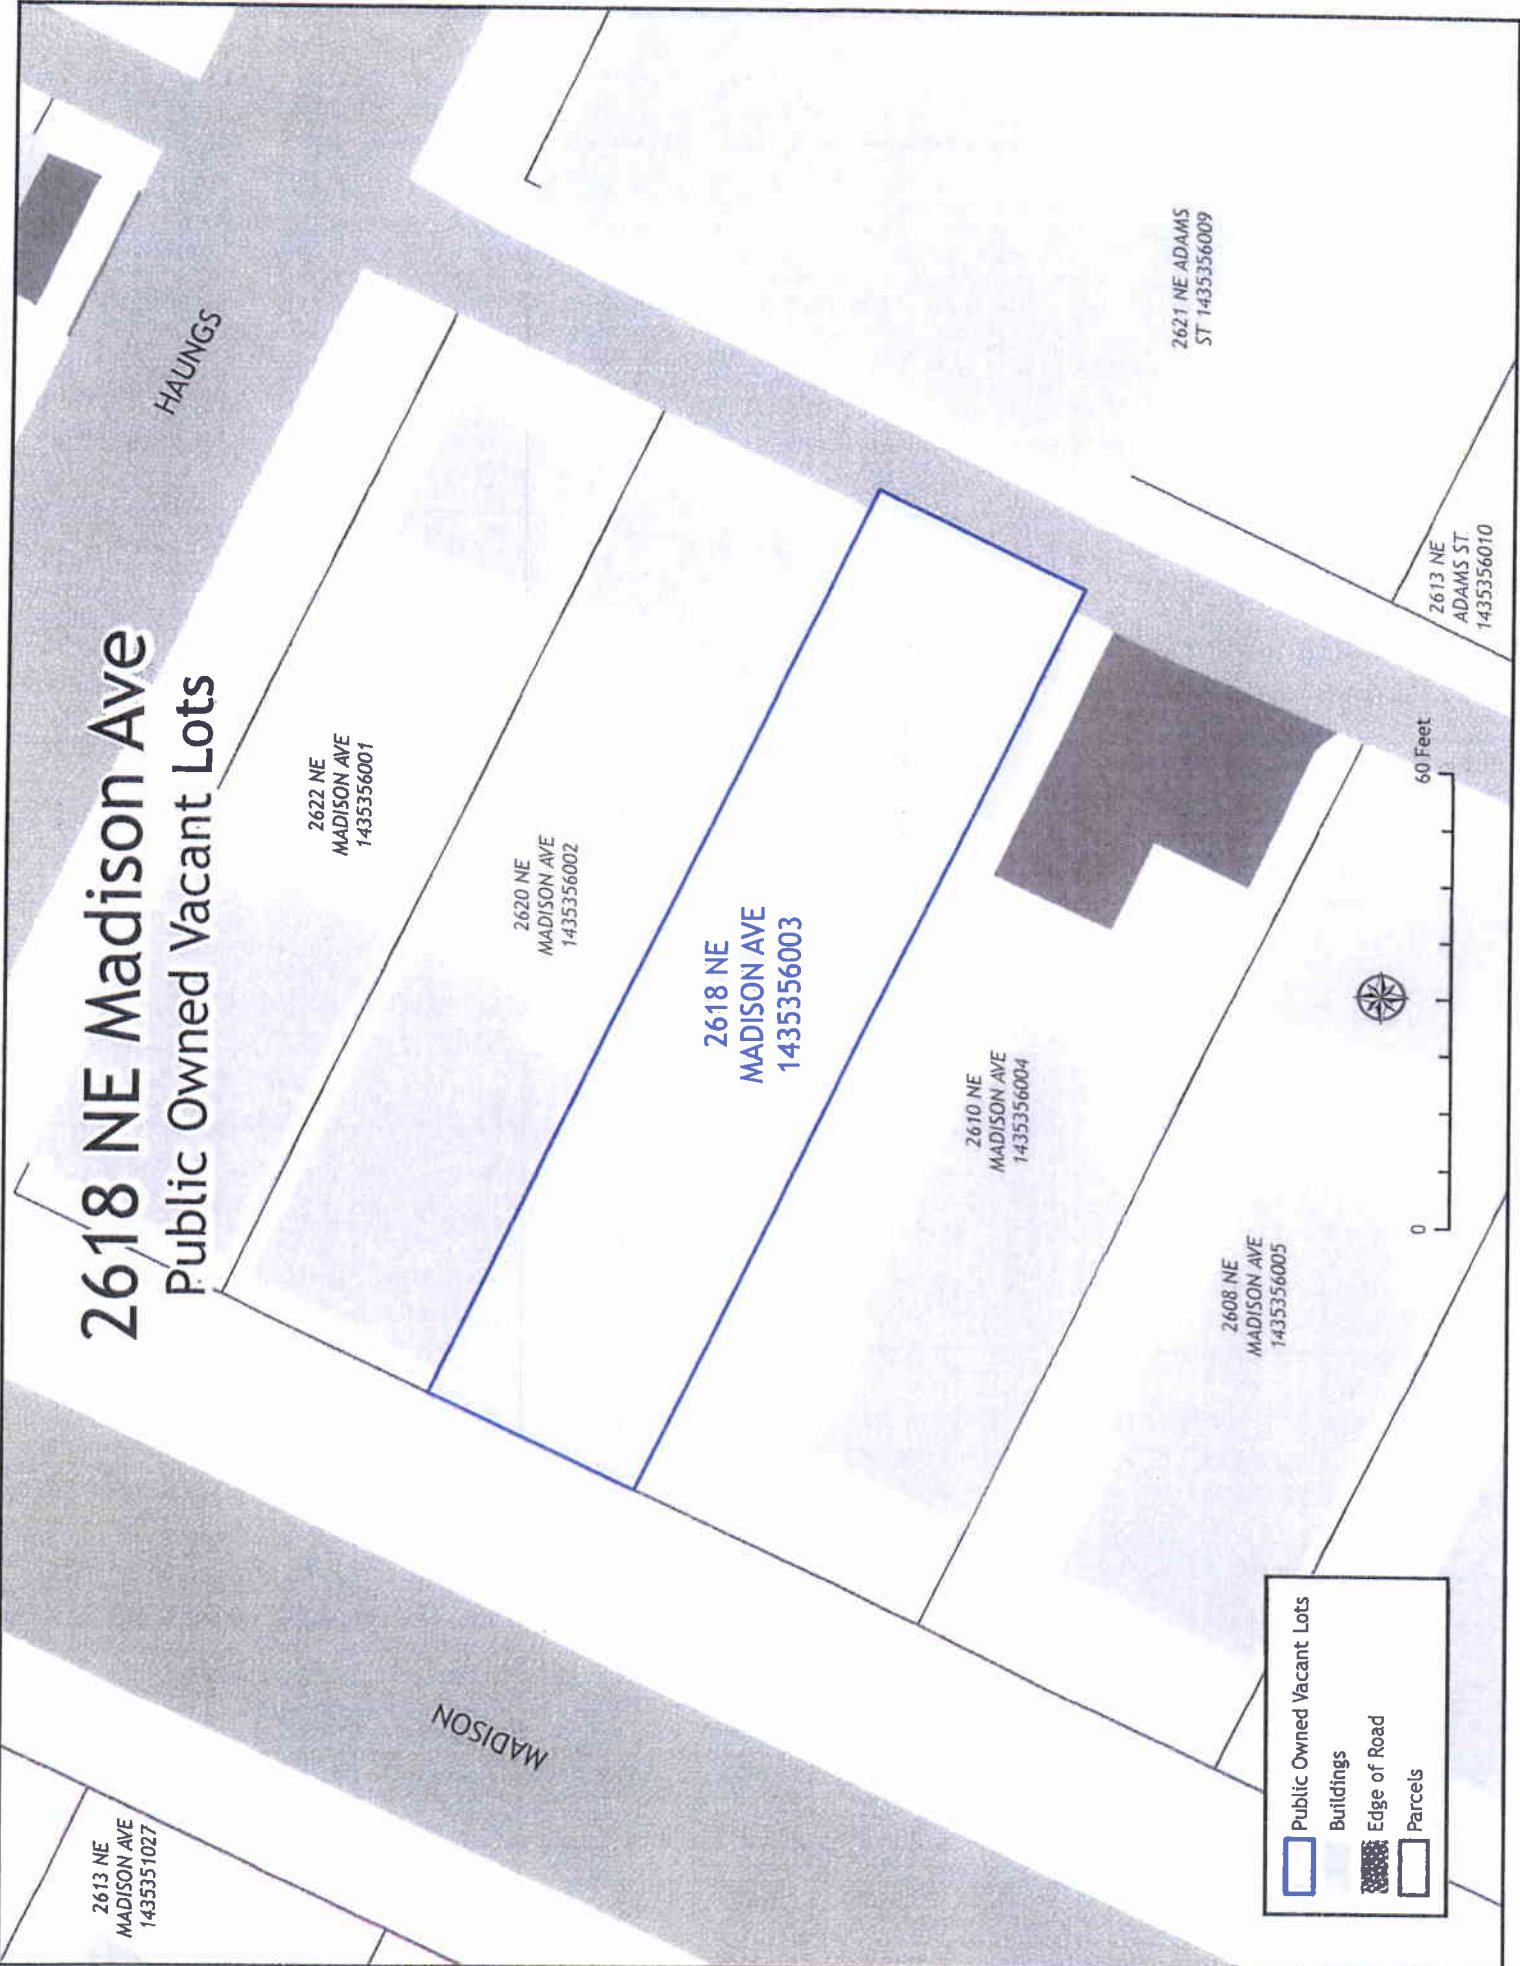 2618 NE Madison Ave
Public Owned Vacant Lots
HAUNGS
2622 NE
MADISON AVE
1435356001
2620 NE
MADISON AVE
1435356002
2618 NE
MADISON AVE
1435356003
2610 NE
MADISON AVE
1435356004
2608 NE
MADISON AVE
1435356005
2621 NE ADAMS
ST 1435356009
2613 NE
ADAMS ST
1435356010
2613 NE
MADISON AVE
1435351027
MADISON
0
60 Feet
Public Owned Vacant Lots
Buildings
Edge of Road
Parcels